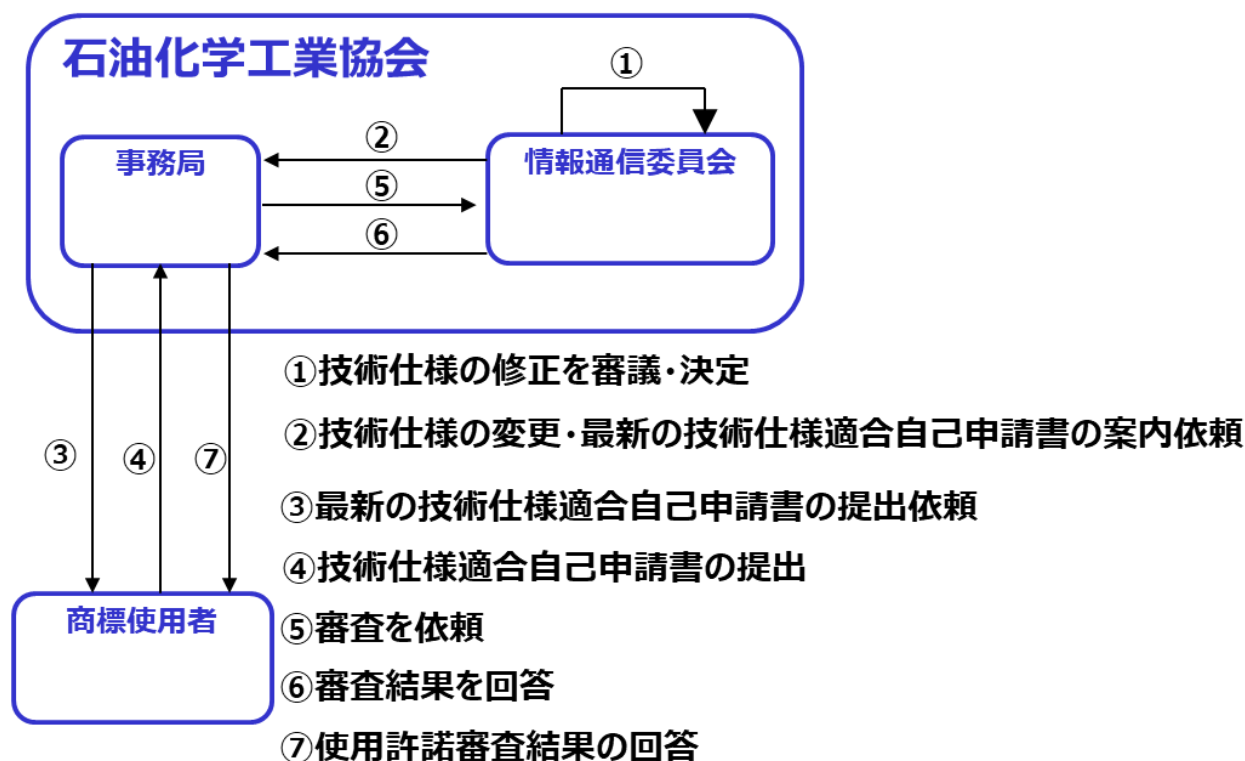 石油化学工業協会
①
事務局
②
情報通信委員会
⑤
⑥
①技術仕様の修正を審議・決定
②技術仕様の変更・最新の技術仕様適合自己申請書の案内依頼
③
④
⑦
③最新の技術仕様適合自己申請書の提出依頼
④技術仕様適合自己申請書の提出
商標使用者
⑤審査を依頼
⑥審査結果を回答
⑦使用許諾審査結果の回答